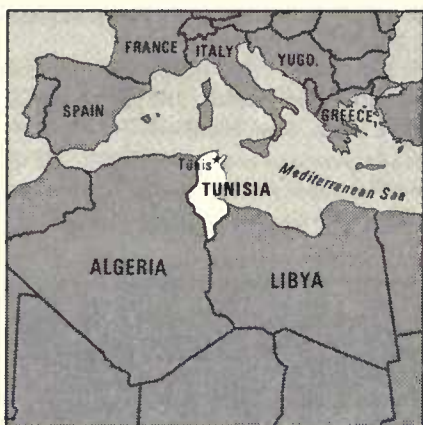 FRANCE
ITALY
YUGO.
SPAIN
GREECE
Tunis
TUNISIA
Mediterranean Sea
ALGERIA
LIBYA